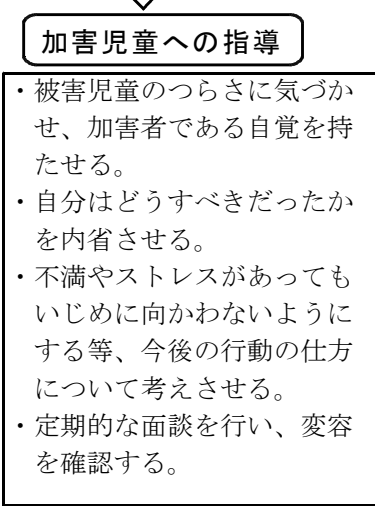 加害児童への指導
・被害児童のつらさに気づか
せ、加害者である自覚を持
たせる。
・自分はどうすべきだったか
を内省させる。
・不満やストレスがあっても
いじめに向かわないように
する等、今後の行動の仕方
について考えさせる。
・定期的な面談を行い、変容
を確認する。